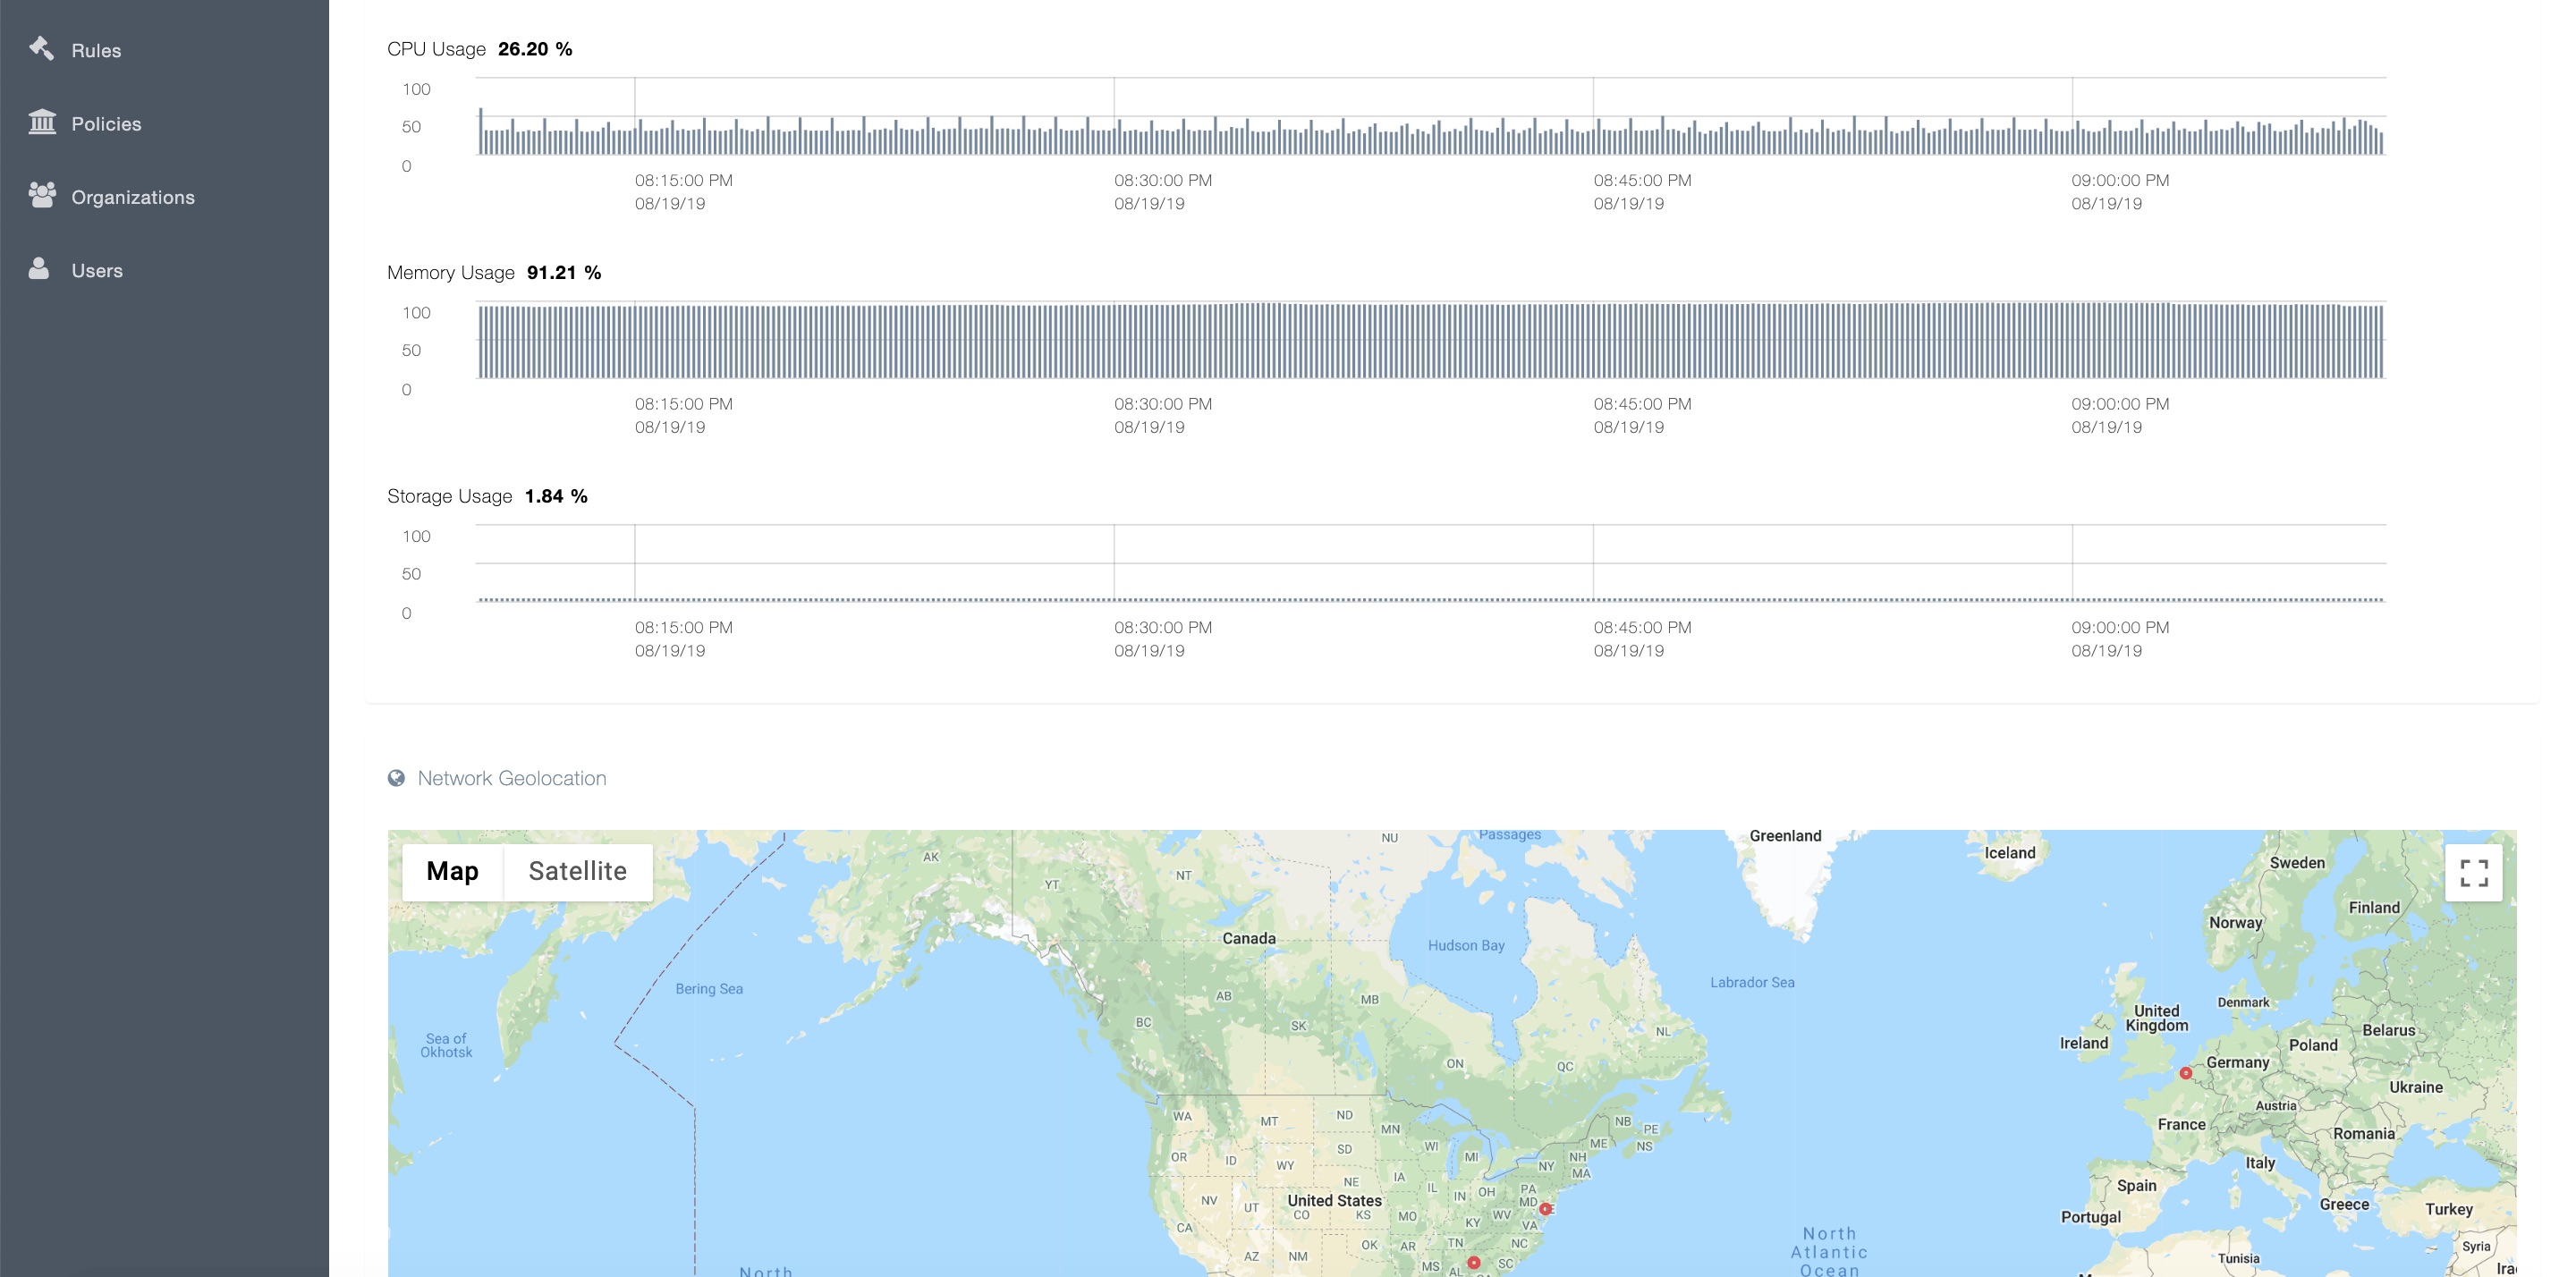 Rules
Policies
Organizations
Users
CPU Usage 26.20 %
100
50
0
08:15:00 PM 08:30:00 PM 08:45:00 PM 09:00:00 PM
08/19/19 08/19/19 08/19/19 08/19/19
Memory Usage 91.21 %
100
50
0
08:15:00 PM 08:30:00 PM 08:45:00 PM 09:00:00 PM
08/19/19 08/19/19 08/19/19 08/19/19
Storage Usage 1.84 %
100
50
0
08:15:00 PM 08:30:00 PM 08:45:00 PM 09:00:00 PM
08/19/19 08/19/19 08/19/19 08/19/19
Network Geolocation
Map Satellite
NU
Passages
Greenland
Iceland
Sweden
AK
YT
NT
Finland
Norway
Canada
Hudson Bay
Labrador Sea
Bering Sea
AB
MB
Denmark
United
Kingdom
BC
SK
NL
Belarus
Sea of
Okhotsk
Ireland
Poland
ON
QC
Germany
Ukraine
WA
MT
ND
MN
NB
PE
Austria
France
Romania
SD
WI
ME
NS
OR
ID
WY
MI
NY
NH
MA
Italy
NE
IA
IL
IN
OH
PA
MD
Spain
NV
UT
United States
CO
KS
MO
KY
WV
VA
Greece
Turkey
Portugal
CA
OK
AR
TN
NC
North
Atlantic
Ocean
Syria
AZ
NM
MS
AL
SC
Tunisia
North